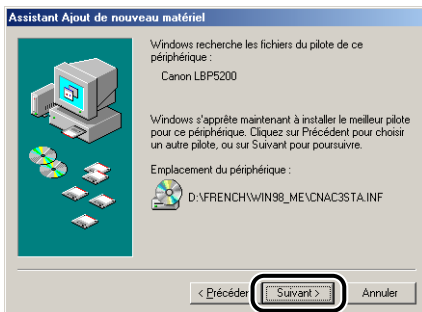 Assistant Ajout de nouveau matériel
Windows recherche les fichiers du pilote de ce
périphérique :
Canon LBP5200
Windows s'apprête maintenant à installer le meilleur pilote
pour ce périphérique. Cliquez sur Précédent pour choisir
un autre pilote, ou sur Suivant pour poursuivre.
Emplacement du périphérique :
D:\FRENCH\WIN98_ME\CNAC3STA.INF
< Précéder
Suivant >
Annuler